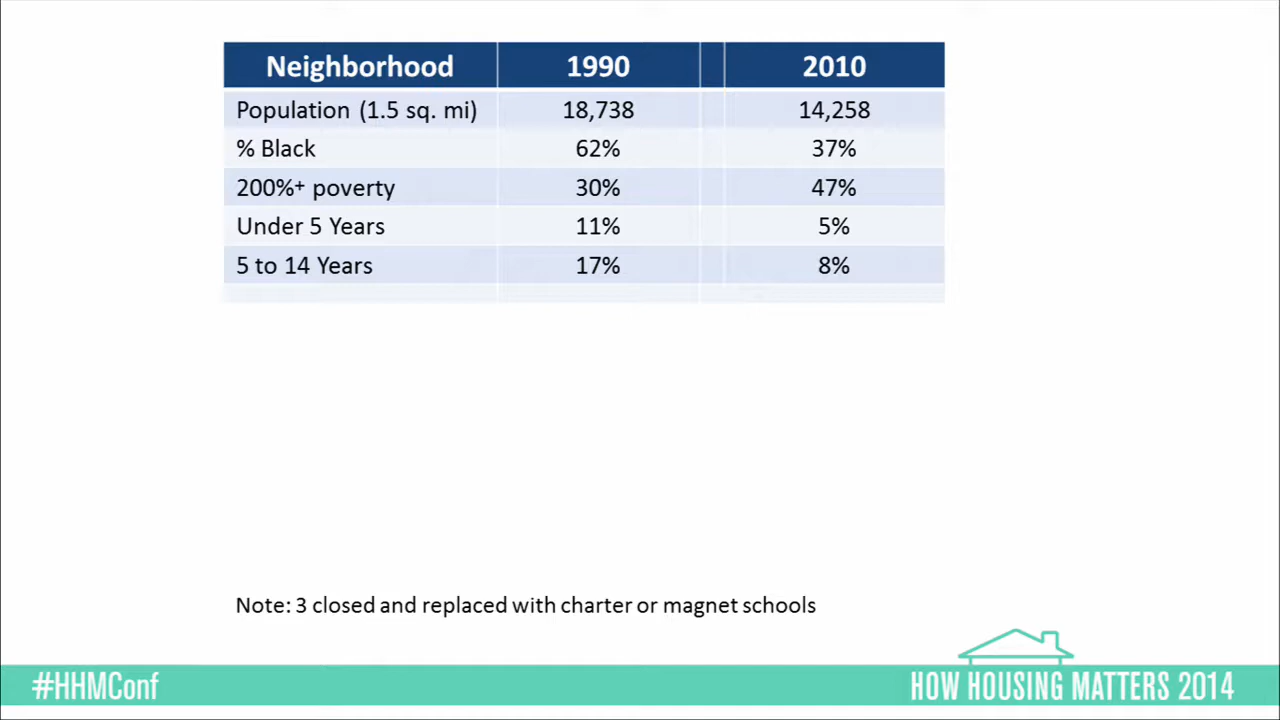 Neighborhood 1990 2010
Population (1.5 sq. mi) 18,738 14,258
% Black 62% 37%
200%+ poverty 30% 47%
Under 5 Years 11% 5%
5 to 14 Years 17% 8%
Note: 3 closed and replaced with charter or magnet schools
#HHMConf HOW HOUSING MATTERS 2014